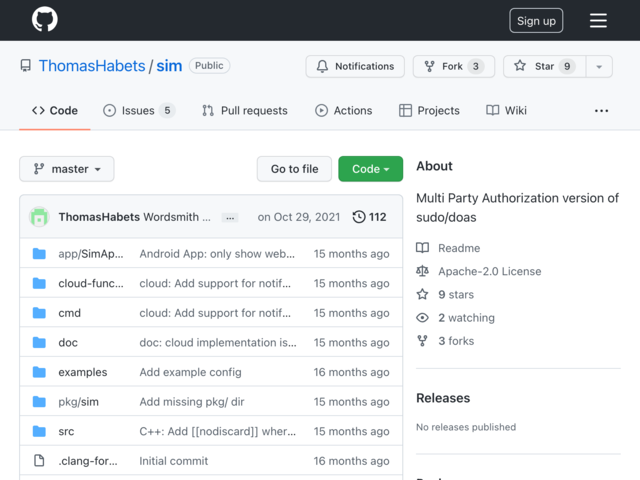 Sign up
ThomasHabets / sim Public
Notifications Fork 3 Star 9
Code Issues 5 Pull requests Actions Projects Wiki ...
master Go to file Code
ThomasHabets Wordsmith ... ... on Oct 29, 2021 112
app/SimAp... Android App: only show web... 15 months ago
cloud-func... cloud: Add support for notif... 15 months ago
cmd cloud: Add support for notif... 15 months ago
doc doc: cloud implementation is... 15 months ago
examples Add example config 16 months ago
pkg/sim Add missing pkg/ dir 15 months ago
src C++: Add [[nodiscard]] wher... 15 months ago
.clang-for... Initial commit 16 months ago
About
Multi Party Authorization version of
sudo/doas
Readme
Apache-2.0 License
9 stars
2 watching
3 forks
Releases
No releases published